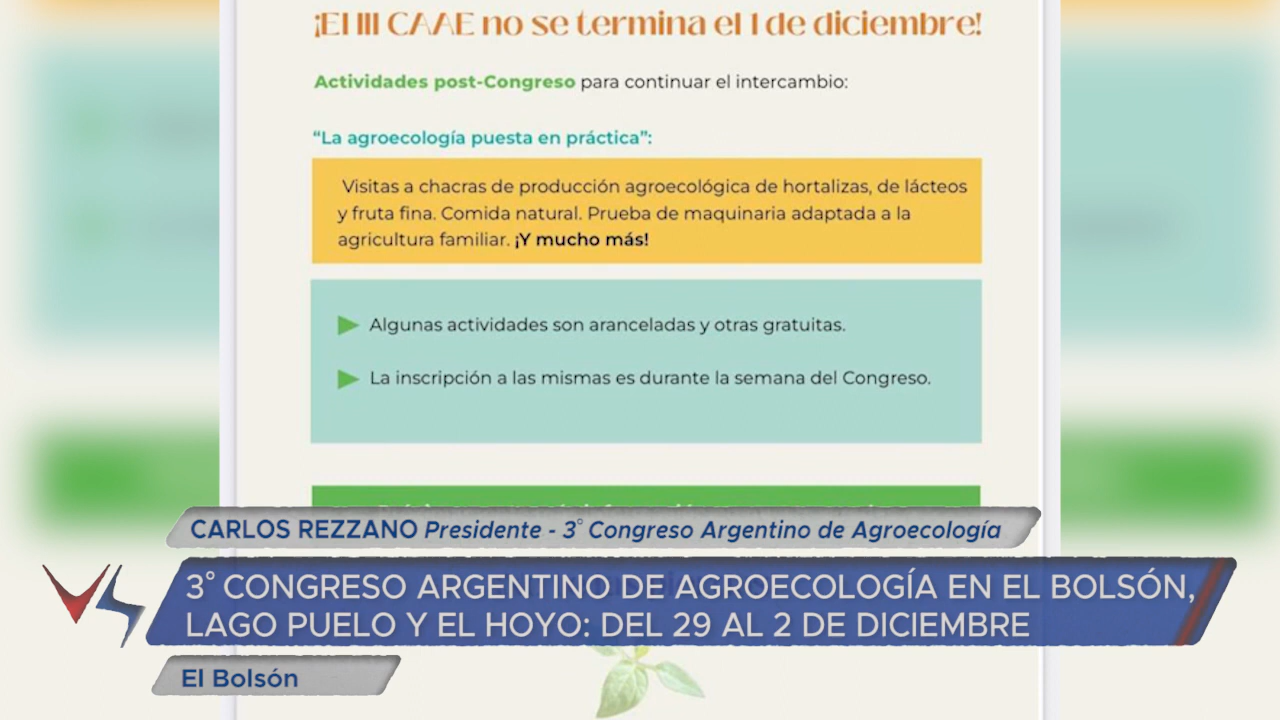 ¡El III CAAE no se termina el 1 de diciembre!
Actividades post-Congreso para continuar el intercambio:
“La agroecología puesta en práctica”:
Visitas a chacras de producción agroecológica de hortalizas, de lácteos
y fruta fina. Comida natural. Prueba de maquinaria adaptada a la
agricultura familiar. ¡Y mucho más!
Algunas actividades son aranceladas y otras gratuitas.
La inscripción a las mismas es durante la semana del Congreso.
CARLOS REZZANO Presidente - 3° Congreso Argentino de Agroecología
3° CONGRESO ARGENTINO DE AGROECOLOGÍA EN EL BOLSÓN,
LAGO PUELO Y EL HOYO: DEL 29 AL 2 DE DICIEMBRE
El Bolsón